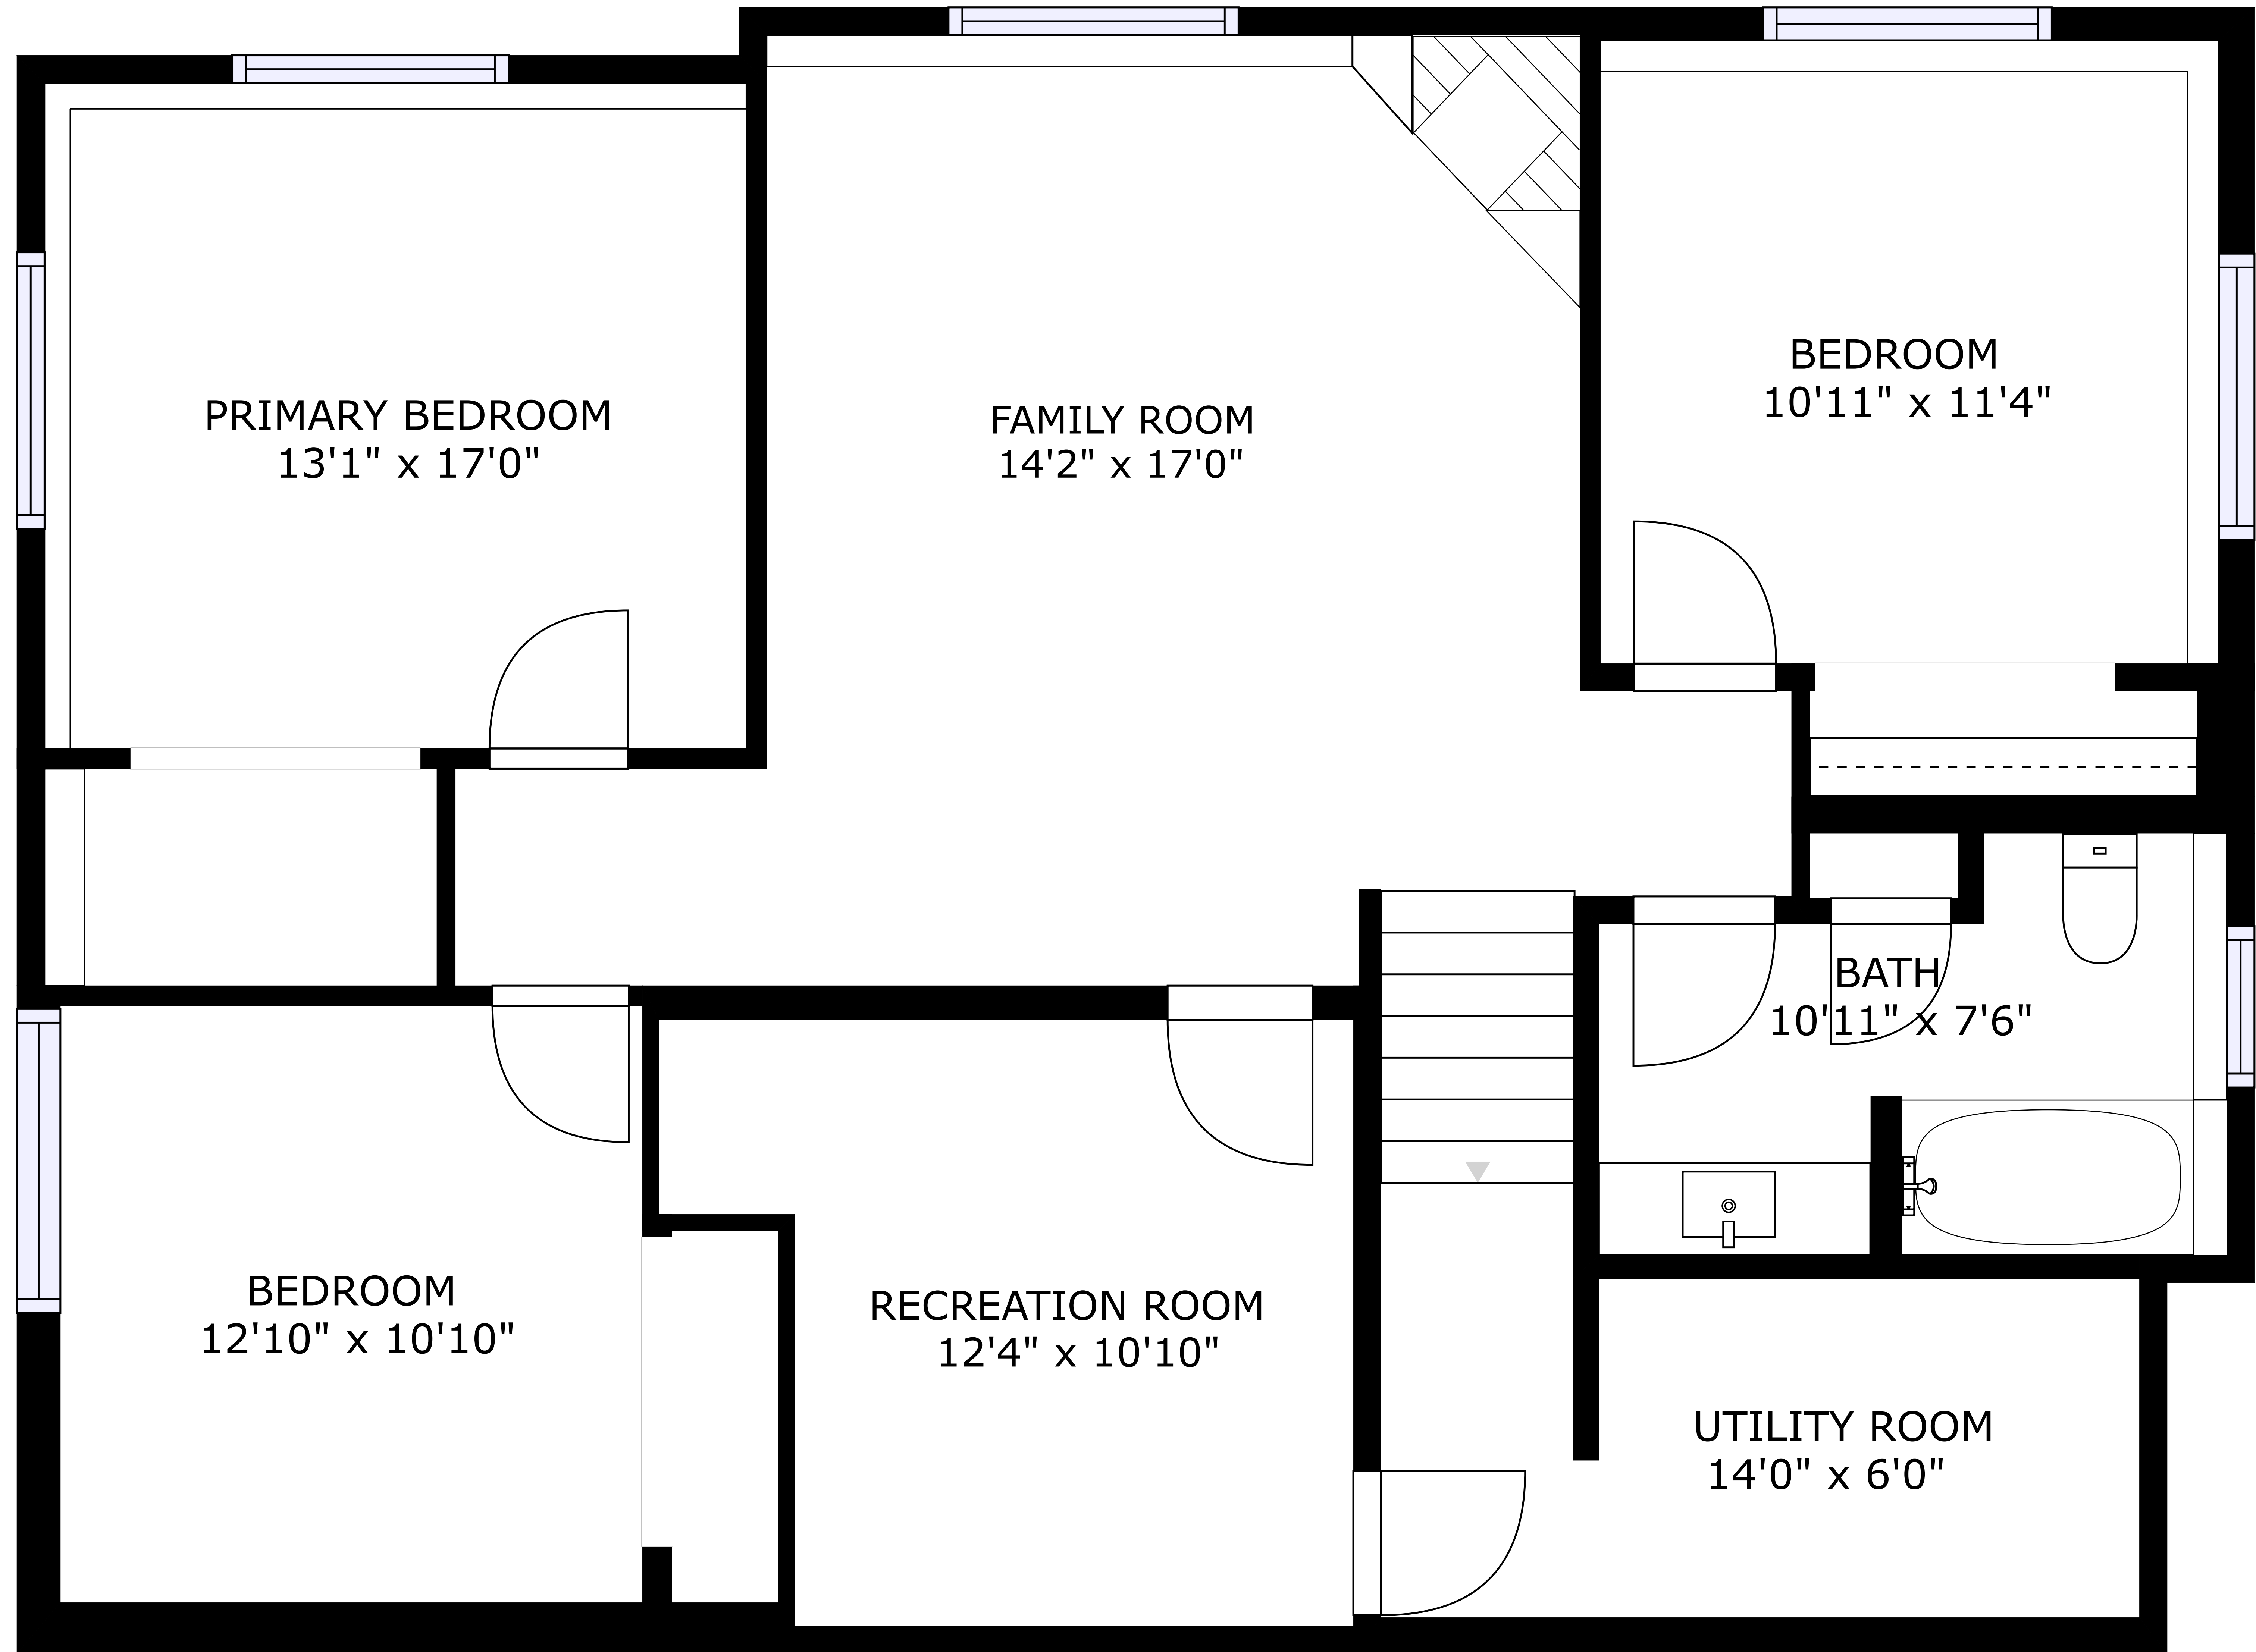 PRIMARY BEDROOM
13'1" x 17'0"
FAMILY ROOM
14'2" x 17'0"
BEDROOM
10'11" x 11'4"
BATH
10'11" x 7'6"
BEDROOM
12'10" x 10'10"
RECREATION ROOM
12'4" x 10'10"
UTILITY ROOM
14'0" x 6'0"